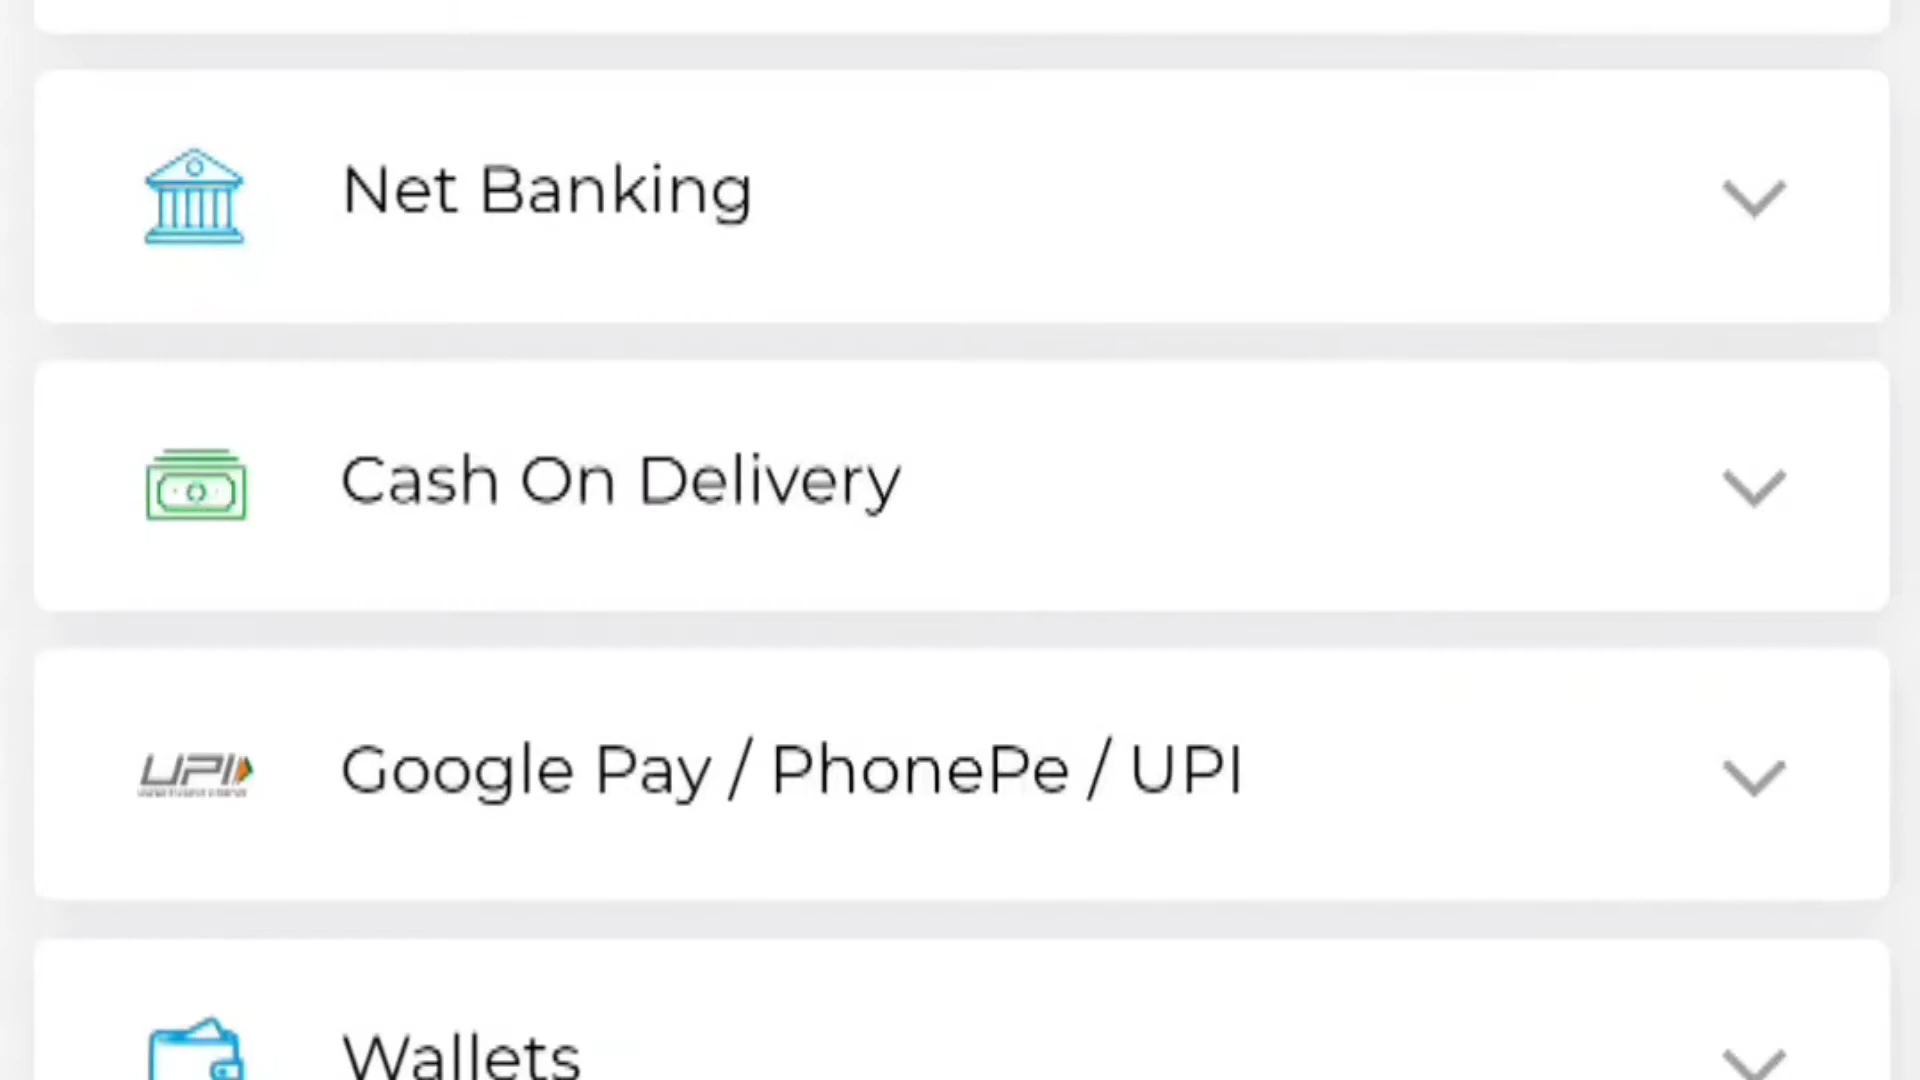 Net Banking
Cash On Delivery
UPI
Google Pay / PhonePe / UPI
Wallets